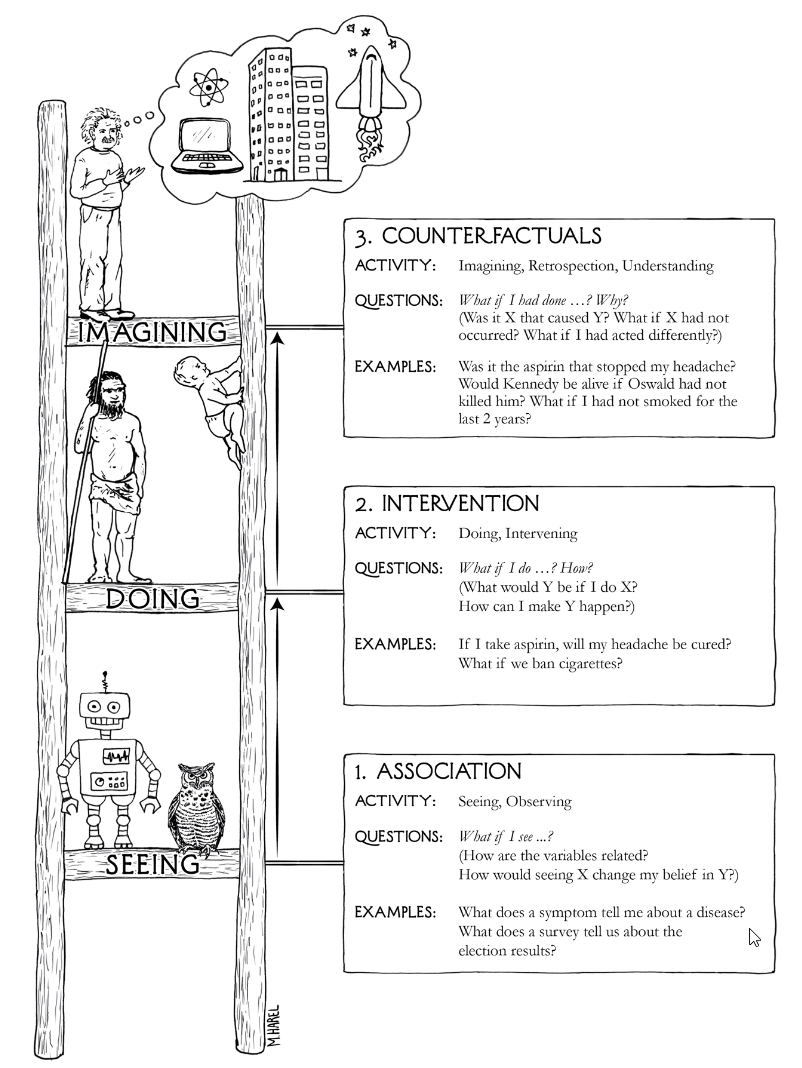 IMAGINING
DOING
SEEING
M.HAREL
3. COUNTERFACTUALS
ACTIVITY: Imagining, Retrospection, Understanding
QUESTIONS: What if I had done …? Why?
(Was it X that caused Y? What if X had not
occurred? What if I had acted differently?)
EXAMPLES: Was it the aspirin that stopped my headache?
Would Kennedy be alive if Oswald had not
killed him? What if I had not smoked for the
last 2 years?
2. INTERVENTION
ACTIVITY: Doing, Intervening
QUESTIONS: What if I do …? How?
(What would Y be if I do X?
How can I make Y happen?)
EXAMPLES: If I take aspirin, will my headache be cured?
What if we ban cigarettes?
1. ASSOCIATION
ACTIVITY: Seeing, Observing
QUESTIONS: What if I see ...?
(How are the variables related?
How would seeing X change my belief in Y?)
EXAMPLES: What does a symptom tell me about a disease?
What does a survey tell us about the
election results?